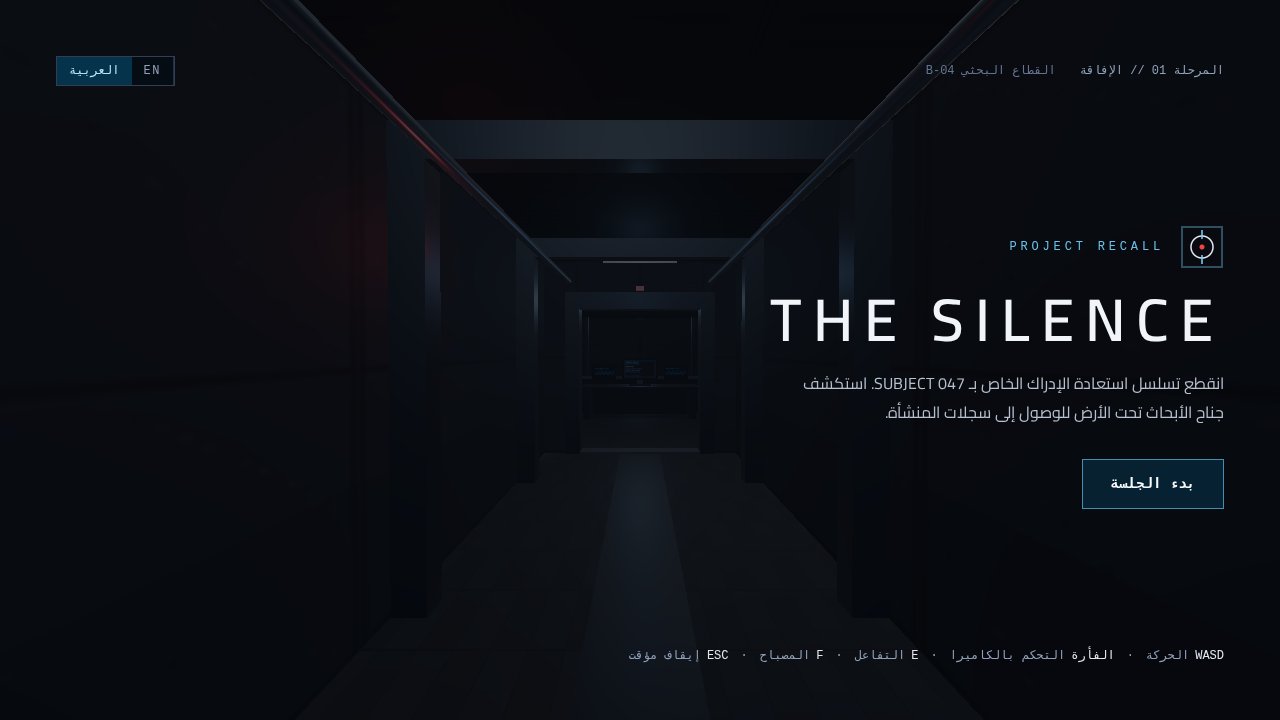 المرحلة 01 // الإفاقة القطاع البحثي B-04
العربية EN
PROJECT RECALL
THE SILENCE
انقطع تسلسل استعادة الإدراك الخاص بـ SUBJECT 047. استكشف
جناح الأبحاث تحت الأرض للوصول إلى سجلات المنشأة.
بدء الجلسة
WASD الحركة · الفأرة التحكم بالكاميرا · E التفاعل · F المصباح · ESC إيقاف مؤقت